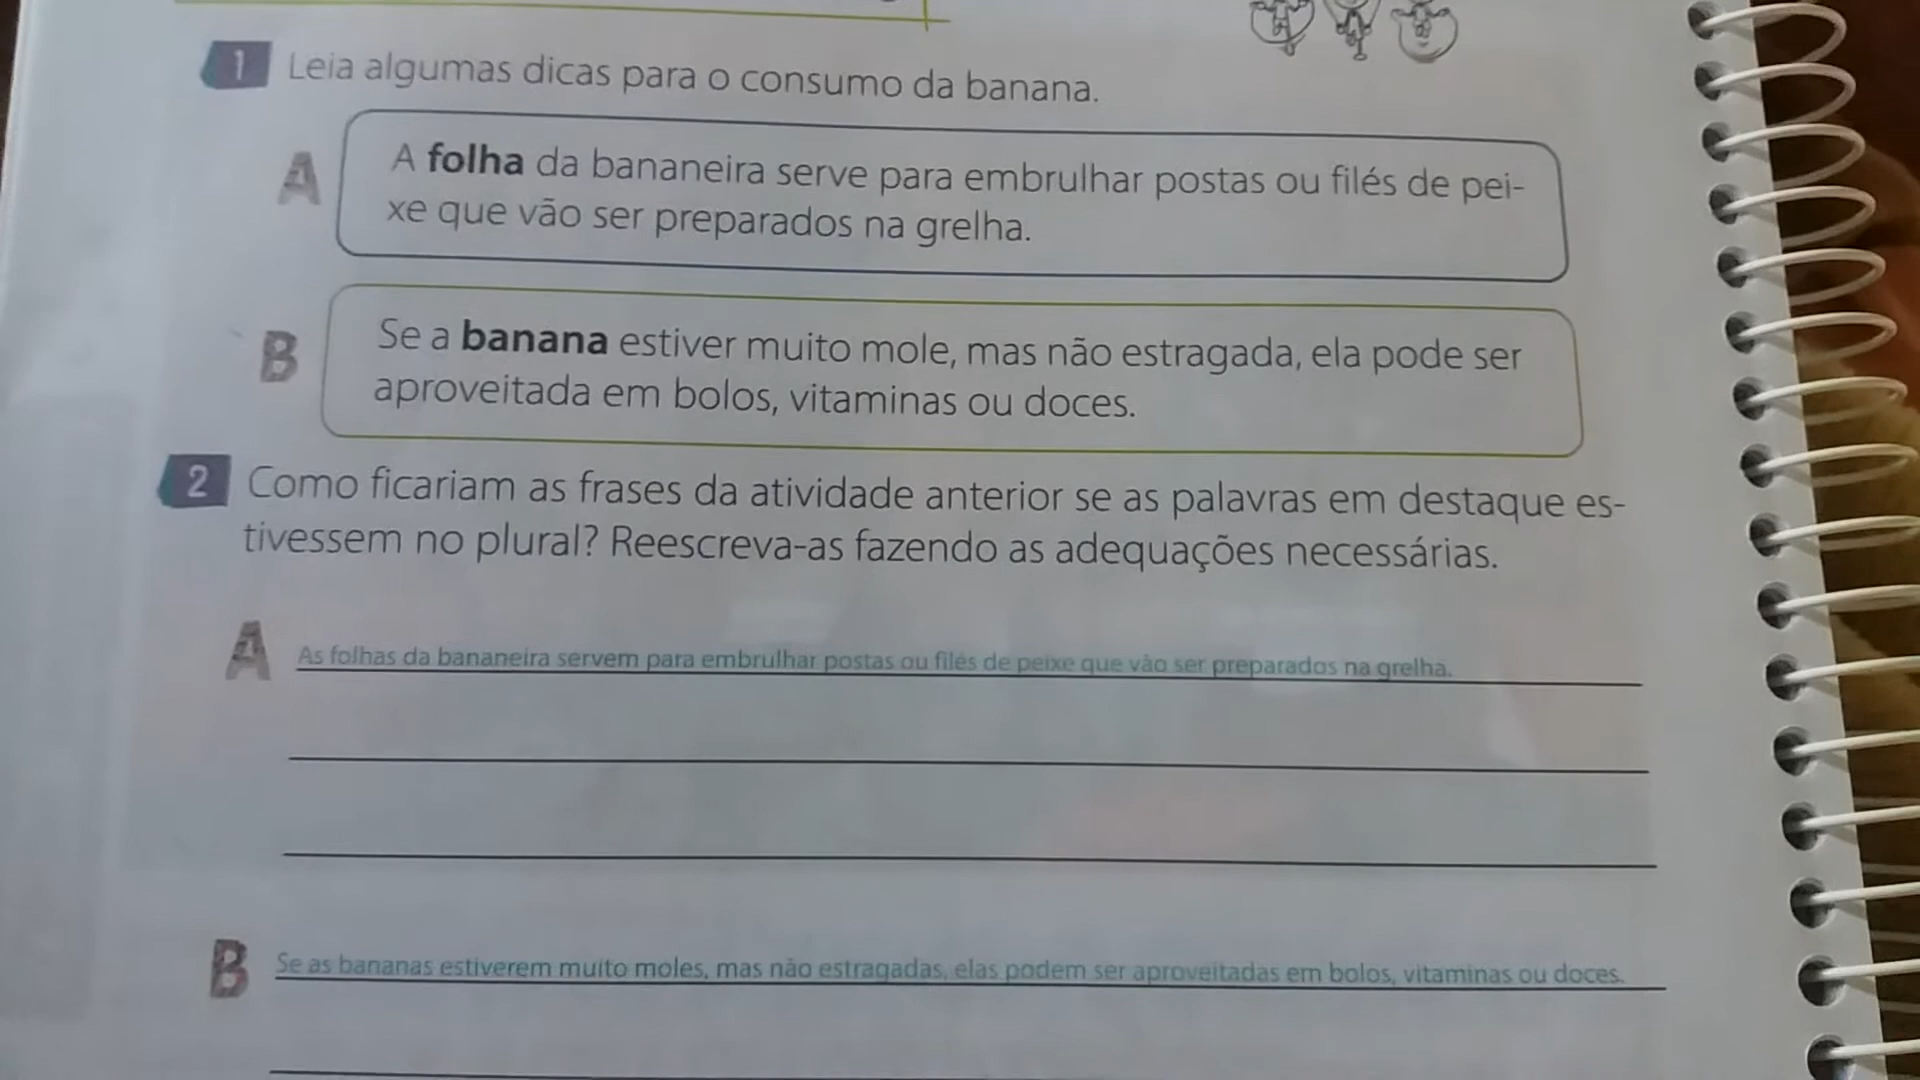 1 Leia algumas dicas para o consumo da banana.
A
A folha da bananeira serve para embrulhar postas ou filés de pei-
xe que vão ser preparados na grelha.
B
Se a banana estiver muito mole, mas não estragada, ela pode ser
aproveitada em bolos, vitaminas ou doces.
2 Como ficariam as frases da atividade anterior se as palavras em destaque es-
tivessem no plural? Reescreva-as fazendo as adequações necessárias.
A As folhas da bananeira servem para embrulhar postas ou filés de peixe que vão ser preparados na grelha.
B Se as bananas estiverem muito moles, mas não estragadas, elas podem ser aproveitadas em bolos, vitaminas ou doces.